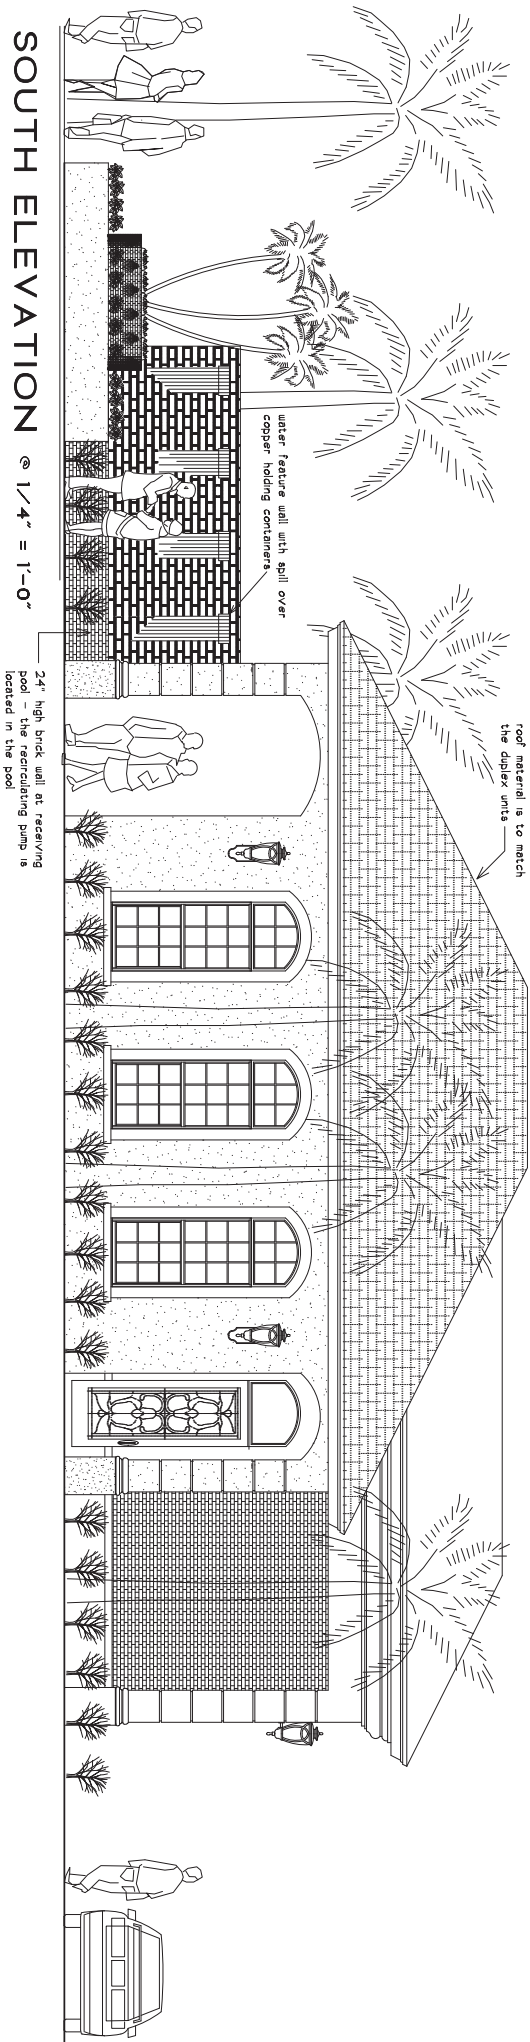 roof material is to match
the duplex units
water feature wall with spill over
copper holding containers
24" high brick wall at receiving
pool - the recirculating pump is
located in the pool
SOUTH ELEVATION @ 1/4" = 1'-0"